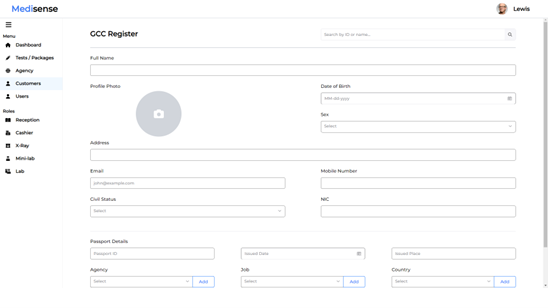 Medisense
Lewis
Menu
Dashboard
Tests / Packages
Agency
Customers
Users
Roles
Reception
Cashier
X-Ray
Mini-lab
Lab
GCC Register
Search by ID or name...
Full Name
Profile Photo
Date of Birth
mm-dd-yyyy
Sex
Select
Address
Email
Mobile Number
john@example.com
Civil Status
NIC
Select
Passport Details
Passport ID
Issued Date
Issued Place
Agency
Job
Country
Select
Add
Select
Add
Select
Add